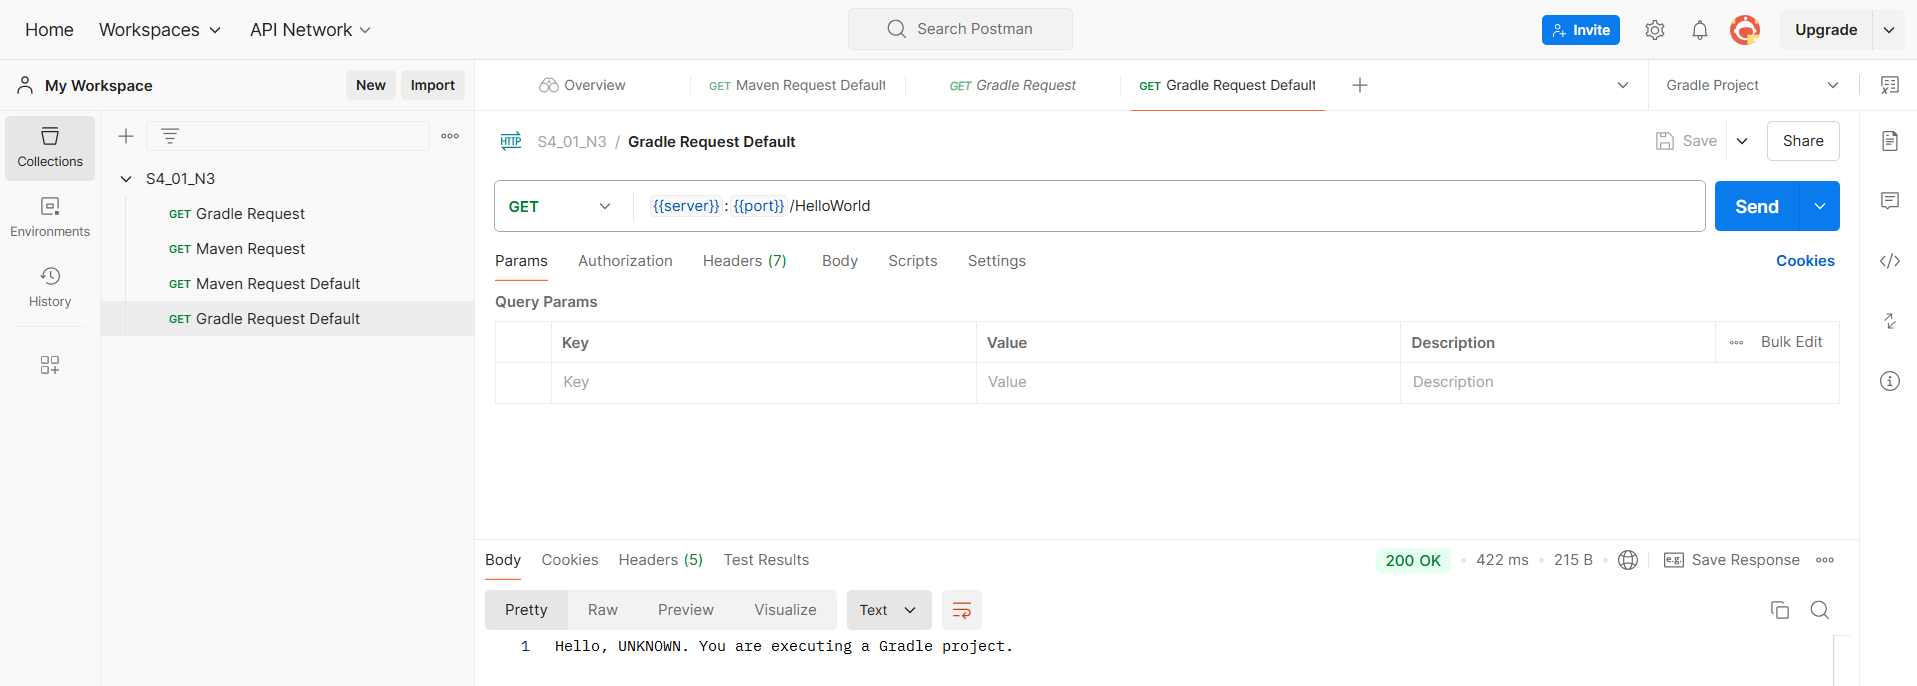 Home Workspaces API Network Search Postman Invite Upgrade
My Workspace New Import Overview GET Maven Request Default GET Gradle Request GET Gradle Request Default Gradle Project
Collections
Environments
History
S4_01_N3
GET Gradle Request
GET Maven Request
GET Maven Request Default
GET Gradle Request Default
HTTP S4_01_N3 / Gradle Request Default Save Share
GET {{server}}:{{port}}/HelloWorld Send
Params Authorization Headers (7) Body Scripts Settings Cookies
Query Params
Key Value Description Bulk Edit
Key Value Description
Body Cookies Headers (5) Test Results 200 OK 422 ms 215 B e.g. Save Response
Pretty Raw Preview Visualize Text
1 Hello, UNKNOWN. You are executing a Gradle project.